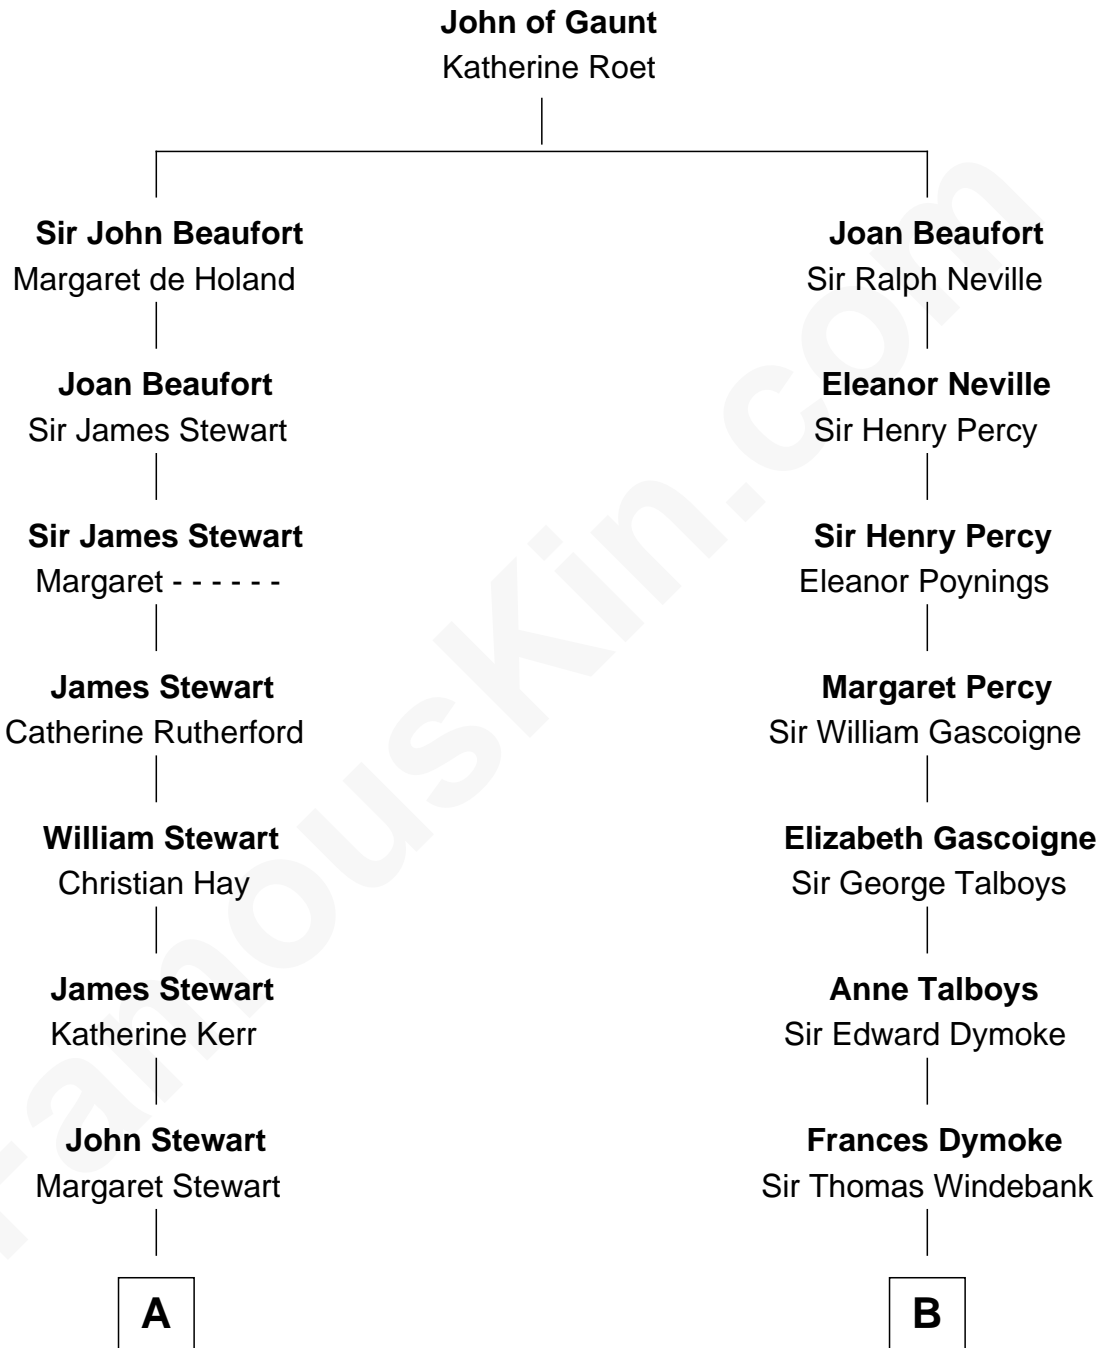 John of Gaunt
Katherine Roet
Sir John Beaufort
Margaret de Holand
Joan Beaufort
Sir James Stewart
Sir James Stewart
Margaret - - - - - -
James Stewart
Catherine Rutherford
William Stewart
Christian Hay
James Stewart
Katherine Kerr
John Stewart
Margaret Stewart
A
Joan Beaufort
Sir Ralph Neville
Eleanor Neville
Sir Henry Percy
Sir Henry Percy
Eleanor Poynings
Margaret Percy
Sir William Gascoigne
Elizabeth Gascoigne
Sir George Talboys
Anne Talboys
Sir Edward Dymoke
Frances Dymoke
Sir Thomas Windebank
B
FamousKin.com